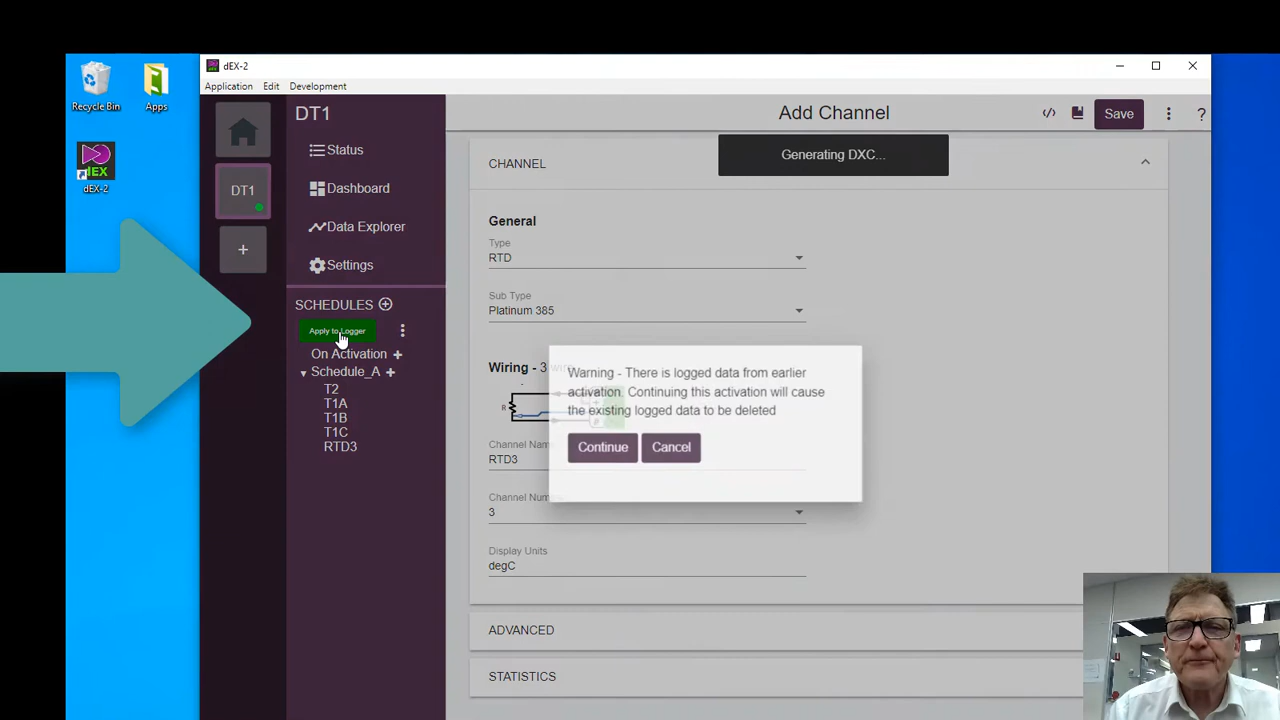 dEX-2
Application Edit Development
Recycle Bin
Apps
dEX-2
DT1
+
DT1
Status
Dashboard
Data Explorer
Settings
SCHEDULES
Apply to Logger
On Activation +
Schedule_A +
T2
T1A
T1B
T1C
RTD3
Add Channel
</> Save ?
Generating DXC...
CHANNEL
General
Type
RTD
Sub Type
Platinum 385
Wiring - 3
R
Channel
RTD3
Channel
3
Display Units
degC
ADVANCED
STATISTICS
Warning - There is logged data from earlier
activation. Continuing this activation will cause
the existing logged data to be deleted
Continue Cancel